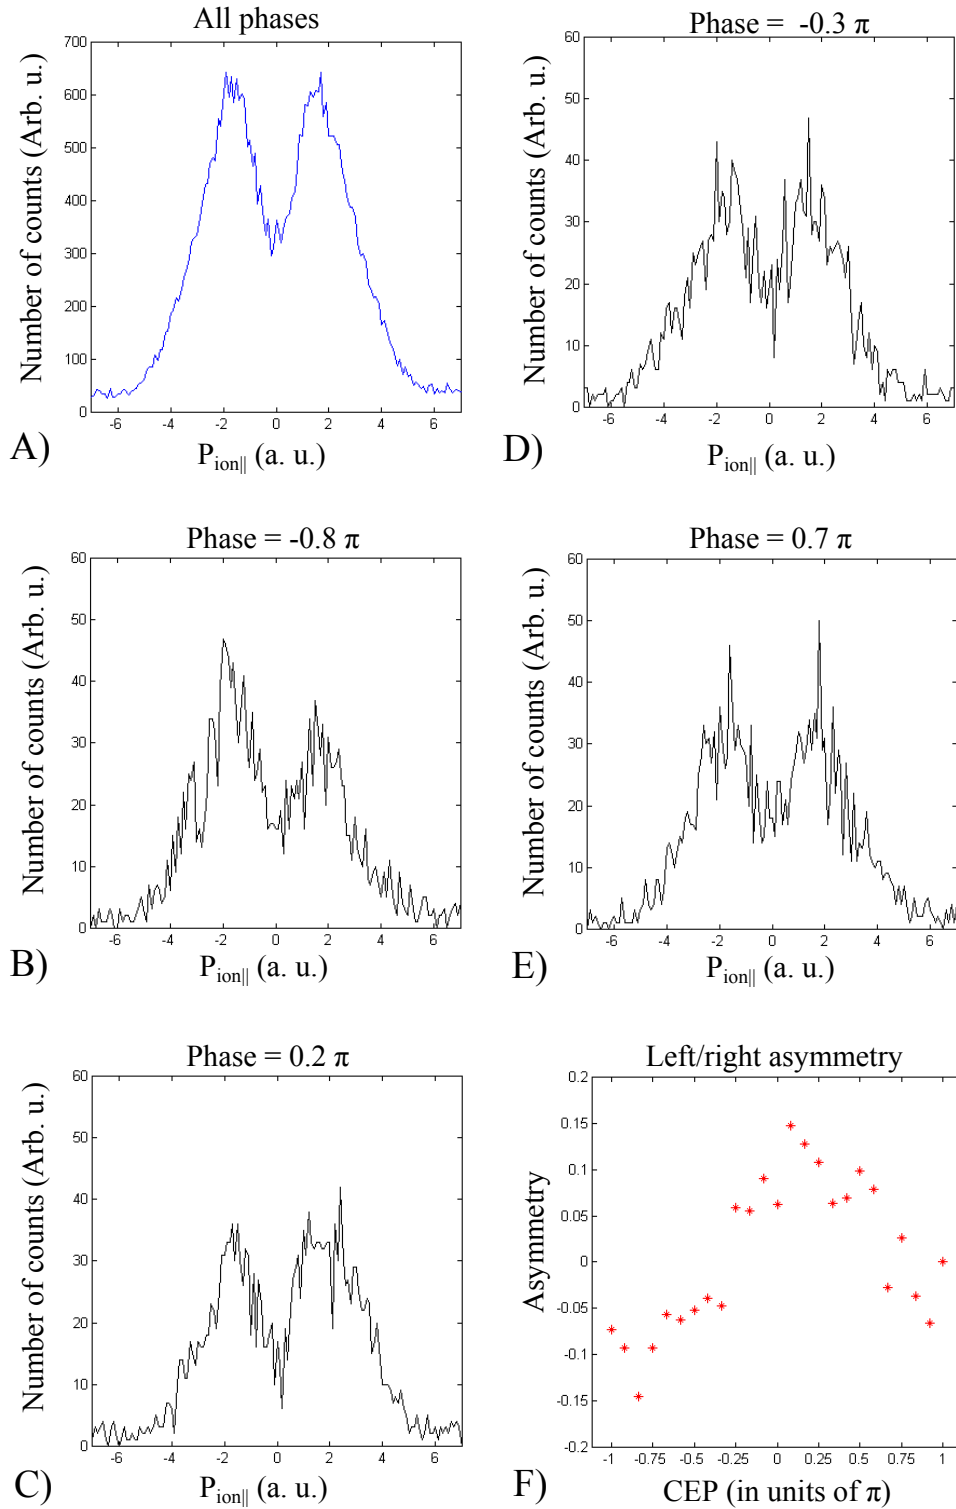 All phases
700
600
500
400
300
200
100
0
-6 -4 -2 0 2 4 6
Number of counts (Arb. u.)
P_ion|| (a. u.)
A)
Phase = -0.3 π
60
50
40
30
20
10
0
-6 -4 -2 0 2 4 6
Number of counts (Arb. u.)
P_ion|| (a. u.)
D)
Phase = -0.8 π
60
50
40
30
20
10
0
-6 -4 -2 0 2 4 6
Number of counts (Arb. u.)
P_ion|| (a. u.)
B)
Phase = 0.7 π
60
50
40
30
20
10
0
-6 -4 -2 0 2 4 6
Number of counts (Arb. u.)
P_ion|| (a. u.)
E)
Phase = 0.2 π
60
50
40
30
20
10
0
-6 -4 -2 0 2 4 6
Number of counts (Arb. u.)
P_ion|| (a. u.)
C)
Left/right asymmetry
0.2
0.15
0.1
0.05
0
-0.05
-0.1
-0.15
-0.2
-1 -0.75 -0.5 -0.25 0 0.25 0.5 0.75 1
Asymmetry
CEP (in units of π)
F)